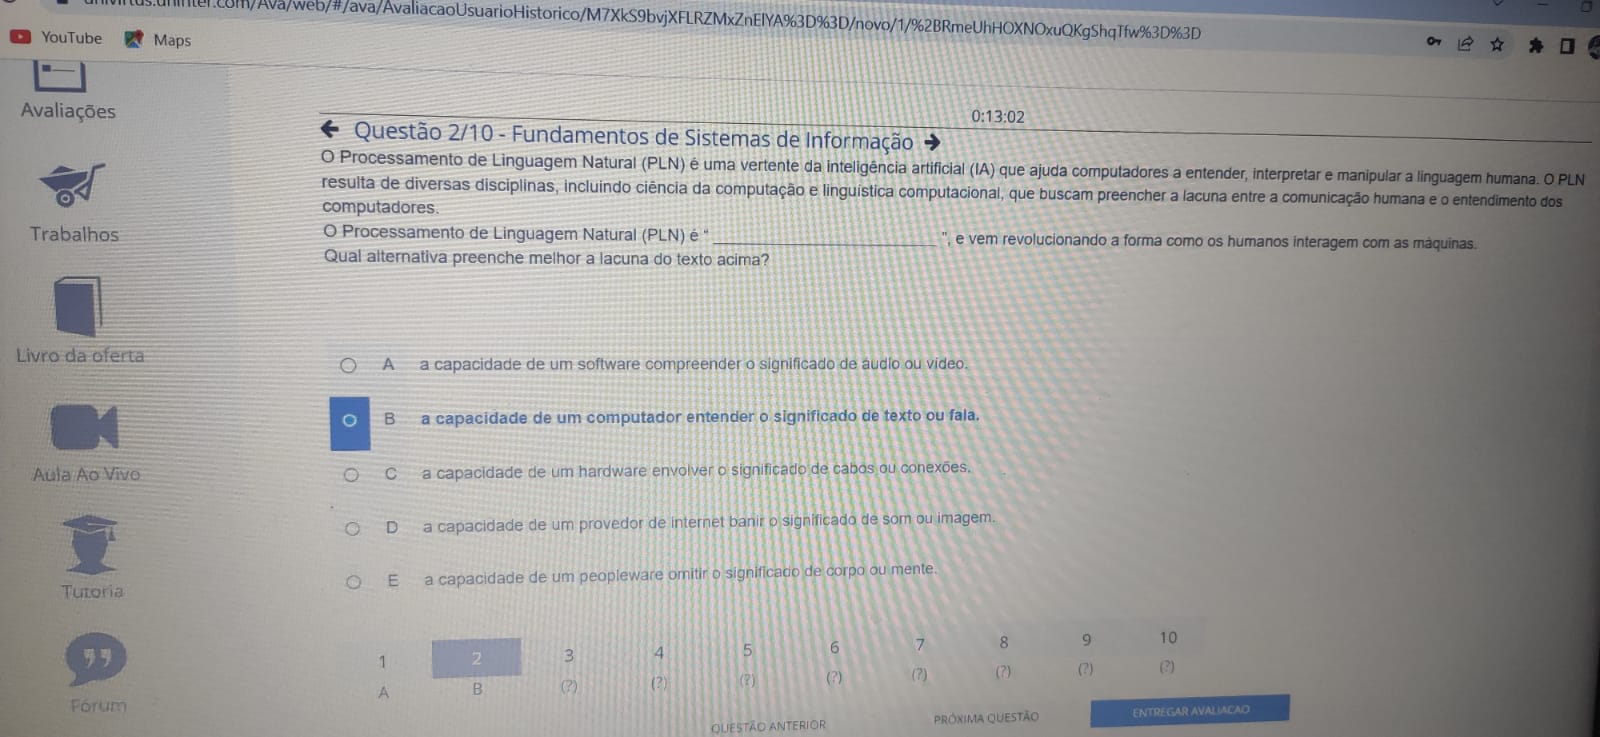 univirtus.uninter.com/Ava/web/#/ava/AvaliacaoUsuarioHistorico/M7XkS9bvjXFLRZMxZnElYA%3D%3D/novo/1/%2BRmeUhHOXNOxuQKgShqTfw%3D%3D
YouTube Maps
Avaliações
Trabalhos
Livro da oferta
Aula Ao Vivo
Tutoria
Fórum
0:13:02
Questão 2/10 - Fundamentos de Sistemas de Informação
O Processamento de Linguagem Natural (PLN) é uma vertente da inteligência artificial (IA) que ajuda computadores a entender, interpretar e manipular a linguagem humana. O PLN
resulta de diversas disciplinas, incluindo ciência da computação e linguística computacional, que buscam preencher a lacuna entre a comunicação humana e o entendimento dos
computadores.
O Processamento de Linguagem Natural (PLN) é "____________________", e vem revolucionando a forma como os humanos interagem com as máquinas.
Qual alternativa preenche melhor a lacuna do texto acima?
A a capacidade de um software compreender o significado de áudio ou vídeo.
B a capacidade de um computador entender o significado de texto ou fala.
C a capacidade de um hardware envolver o significado de cabos ou conexões.
D a capacidade de um provedor de internet banir o significado de som ou imagem.
E a capacidade de um peopleware omitir o significado de corpo ou mente.
1 2 3 4 5 6 7 8 9 10
A B (?) (?) (?) (?) (?) (?) (?) (?)
QUESTÃO ANTERIOR PRÓXIMA QUESTÃO ENTREGAR AVALIACAO